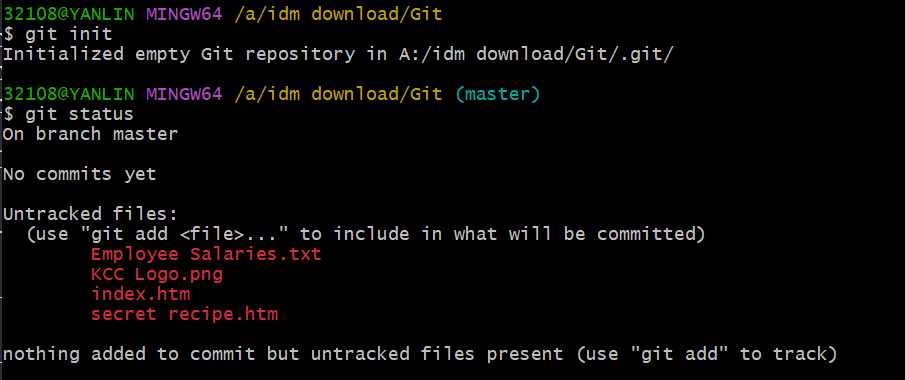 32108@YANLIN MINGW64 /a/idm download/Git
$ git init
Initialized empty Git repository in A:/idm download/Git/.git/
32108@YANLIN MINGW64 /a/idm download/Git (master)
$ git status
On branch master
No commits yet
Untracked files:
(use "git add <file>..." to include in what will be committed)
Employee Salaries.txt
KCC Logo.png
index.htm
secret recipe.htm
nothing added to commit but untracked files present (use "git add" to track)